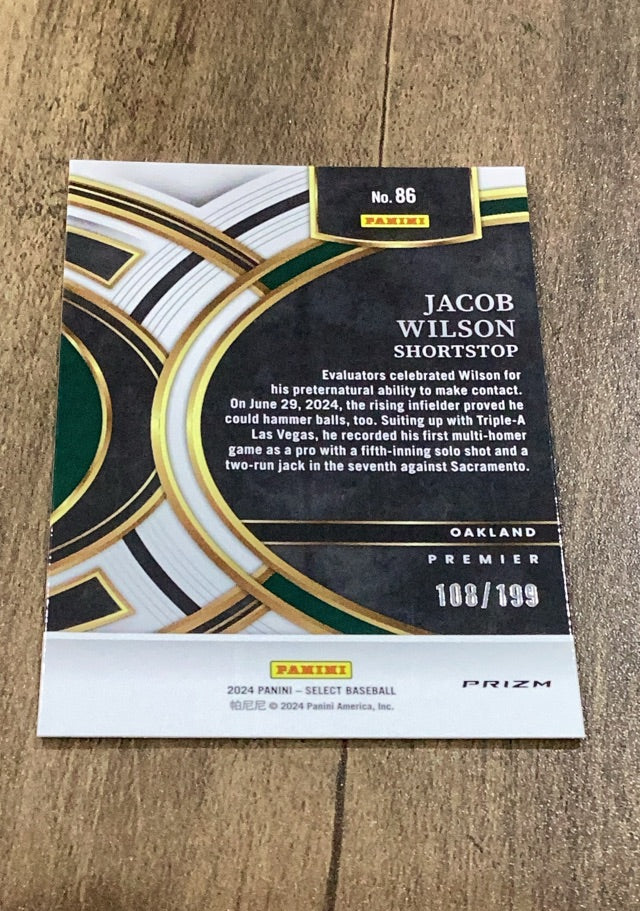 No. 86
PANINI
JACOB
WILSON
SHORTSTOP
Evaluators celebrated Wilson for
his preternatural ability to make contact.
On June 29, 2024, the rising infielder proved he
could hammer balls, too. Suiting up with Triple-A
Las Vegas, he recorded his first multi-homer
game as a pro with a fifth-inning solo shot and a
two-run jack in the seventh against Sacramento.
OAKLAND
PREMIER
108/199
PANINI
2024 PANINI – SELECT BASEBALL
PRIZM
帕尼尼 © 2024 Panini America, Inc.